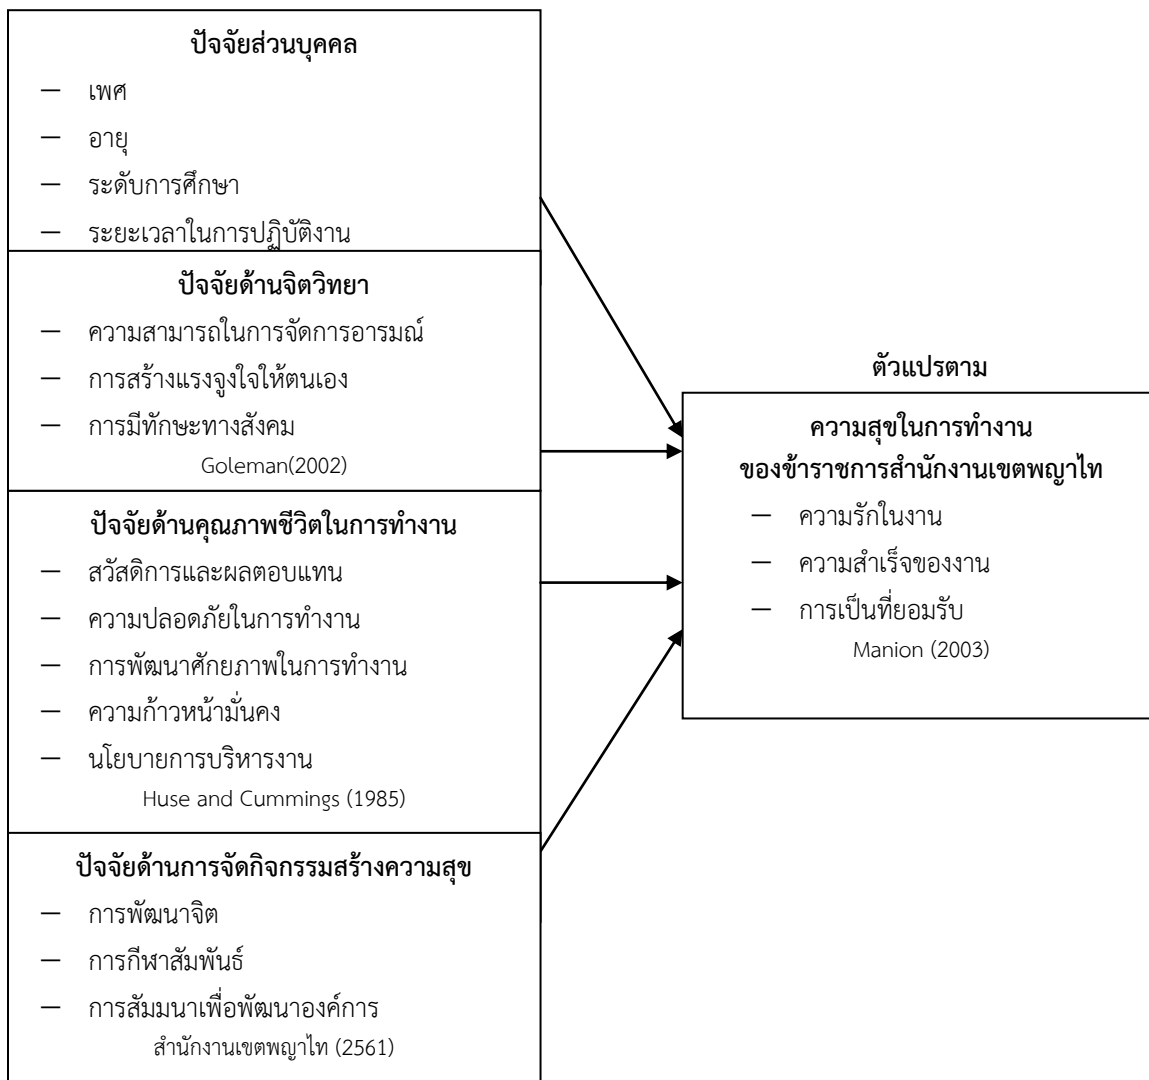 ปัจจัยส่วนบุคคล
— เพศ
— อายุ
— ระดับการศึกษา
— ระยะเวลาในการปฏิบัติงาน
ปัจจัยด้านจิตวิทยา
— ความสามารถในการจัดการอารมณ์
— การสร้างแรงจูงใจให้ตนเอง
— การมีทักษะทางสังคม
Goleman(2002)
ปัจจัยด้านคุณภาพชีวิตในการทำงาน
— สวัสดิการและผลตอบแทน
— ความปลอดภัยในการทำงาน
— การพัฒนาศักยภาพในการทำงาน
— ความก้าวหน้ามั่นคง
— นโยบายการบริหารงาน
Huse and Cummings (1985)
ปัจจัยด้านการจัดกิจกรรมสร้างความสุข
— การพัฒนาจิต
— การกีฬาสัมพันธ์
— การสัมมนาเพื่อพัฒนาองค์การ
สำนักงานเขตพญาไท (2561)
ตัวแปรตาม
ความสุขในการทำงาน
ของข้าราชการสำนักงานเขตพญาไท
— ความรักในงาน
— ความสำเร็จของงาน
— การเป็นที่ยอมรับ
Manion (2003)